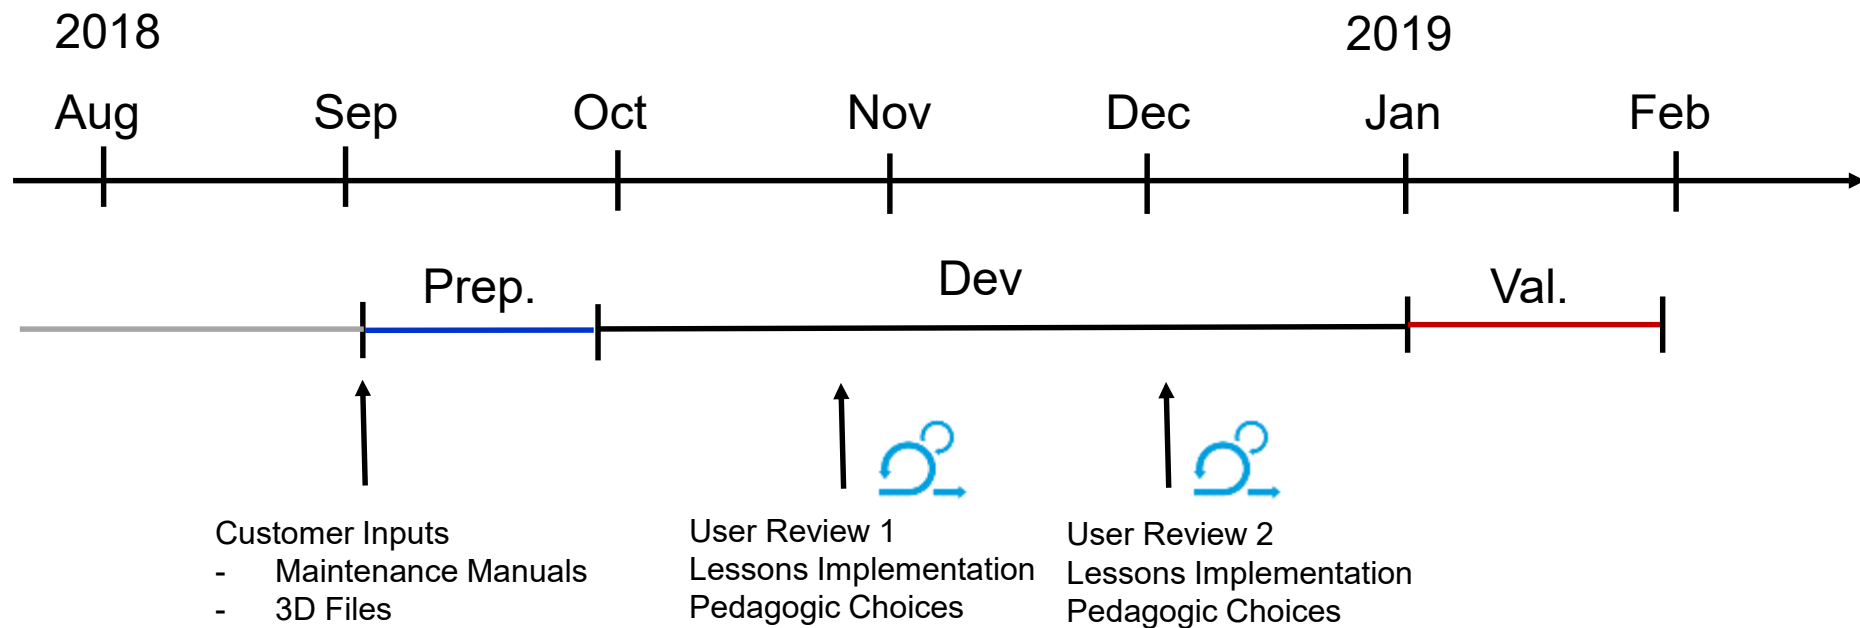 2018 2019
Aug Sep Oct Nov Dec Jan Feb
Prep. Dev Val.
Customer Inputs
- Maintenance Manuals
- 3D Files
User Review 1
Lessons Implementation
Pedagogic Choices
User Review 2
Lessons Implementation
Pedagogic Choices